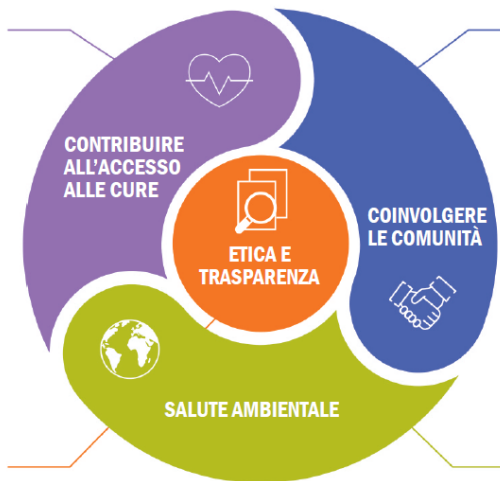 CONTRIBUIRE
ALL'ACCESSO
ALLE CURE
COINVOLGERE
LE COMUNITÀ
ETICA E
TRASPARENZA
SALUTE AMBIENTALE